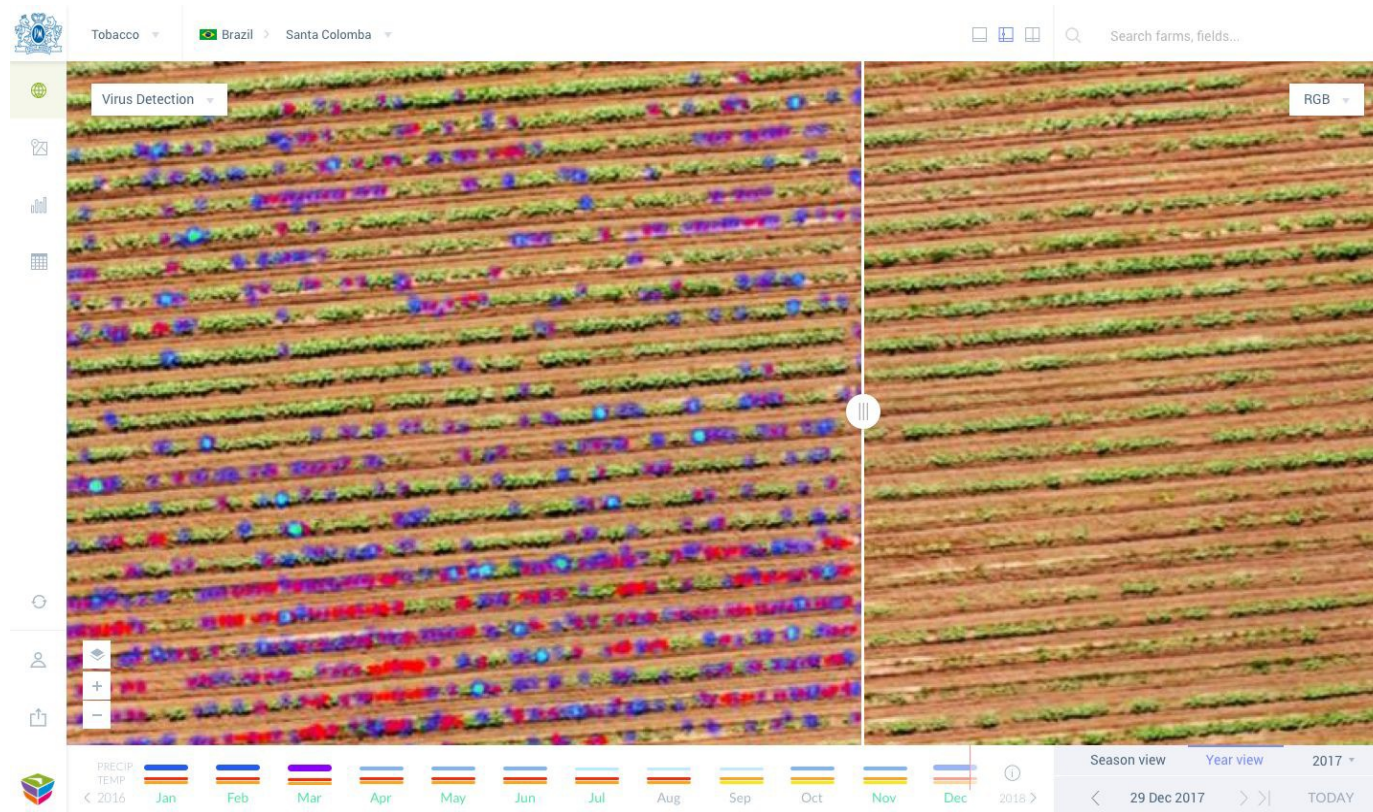 Tobacco
Brazil
Santa Colomba
Search farms, fields...
Virus Detection
RGB
PRECIP
TEMP
2016 Jan Feb Mar Apr May Jun Jul Aug Sep Oct Nov Dec 2018
Season view Year view 2017
29 Dec 2017 TODAY